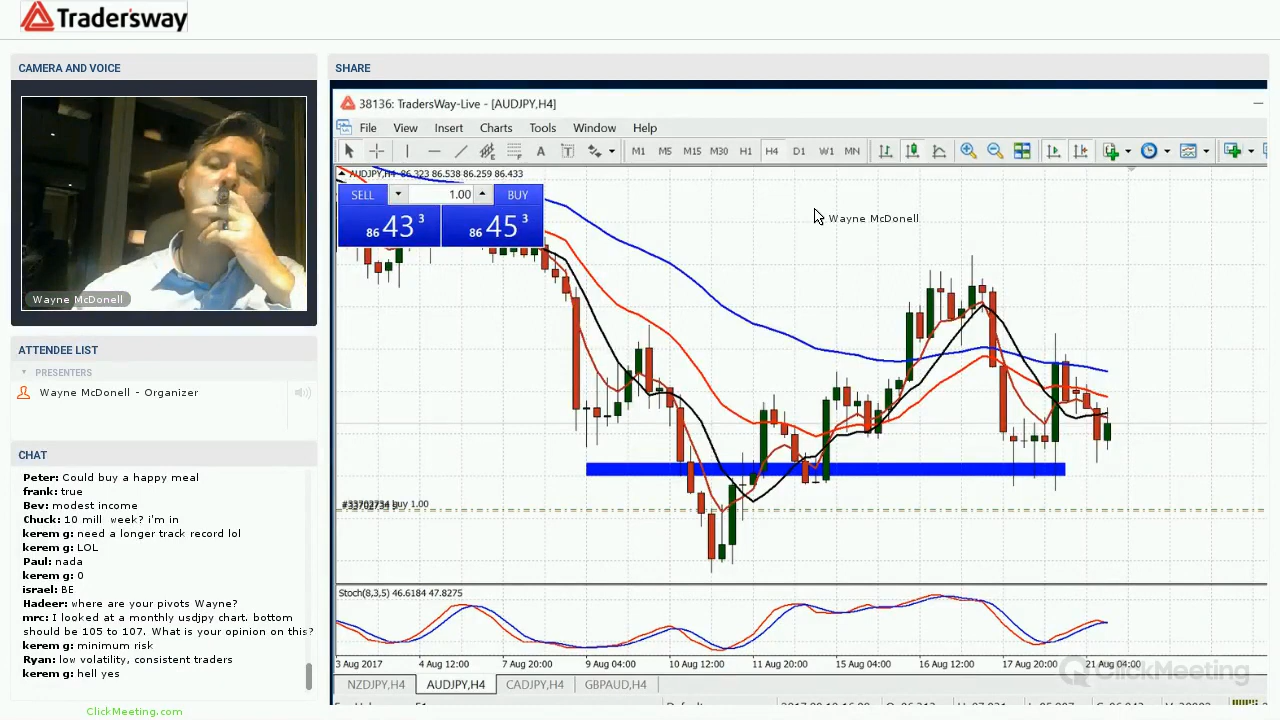 Tradersway
CAMERA AND VOICE
Wayne McDonell
ATTENDEE LIST
PRESENTERS
Wayne McDonell - Organizer
CHAT
Peter: Could buy a happy meal
frank: true
Bev: modest income
Chuck: 10 mill week? i'm in
kerem g: need a longer track record lol
kerem g: LOL
Paul: nada
kerem g: 0
israel: BE
Hadeer: where are your pivots Wayne?
mrc: I looked at a monthly usdjpy chart. bottom
should be 105 to 107. What is your opinion on this?
kerem g: minimum risk
Ryan: low volatility, consistent traders
kerem g: hell yes
ClickMeeting.com
SHARE
38136: TradersWay-Live - [AUDJPY,H4]
File View Insert Charts Tools Window Help
A T M1 M5 M15 M30 H1 H4 D1 W1 MN
AUDJPY,H4 86.323 86.538 86.259 86.433
SELL 1.00 BUY
86 43 3 86 45 3
Wayne McDonell
#33702734 buy 1.00
Stoch(8,3,5) 46.6184 47.8275
3 Aug 2017 4 Aug 12:00 7 Aug 20:00 9 Aug 04:00 10 Aug 12:00 11 Aug 20:00 15 Aug 04:00 16 Aug 12:00 17 Aug 20:00 21 Aug 04:00
ClickMeeting
NZDJPY,H4 AUDJPY,H4 CADJPY,H4 GBPAUD,H4